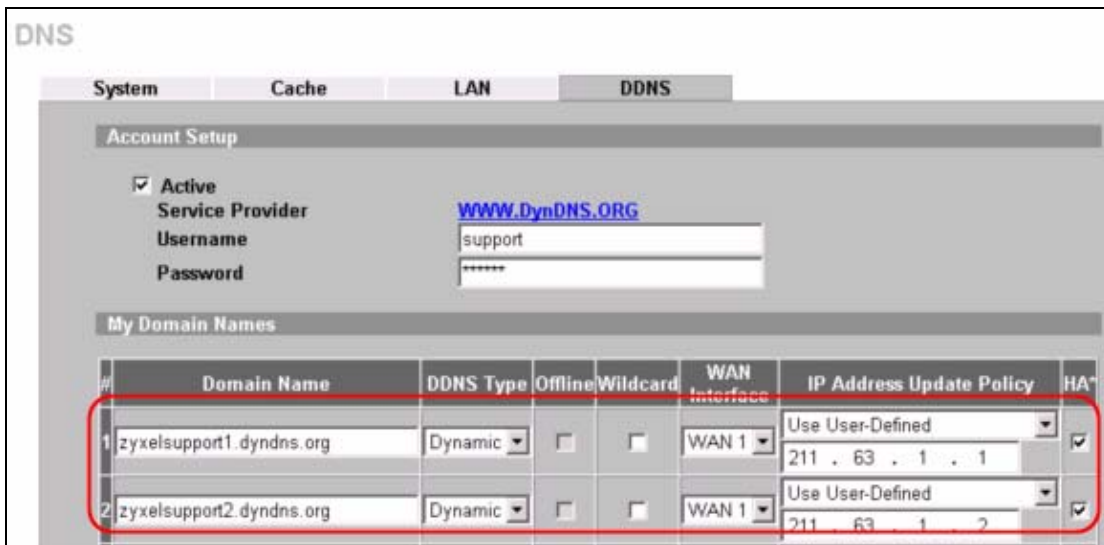 DNS
System Cache LAN DDNS
Account Setup
Active
Service Provider WWW.DynDNS.ORG
Username support
Password ******
My Domain Names
# Domain Name DDNS Type Offline Wildcard WAN Interface IP Address Update Policy HA*
1 zyxelsupport1.dyndns.org Dynamic WAN 1 Use User-Defined
211 . 63 . 1 . 1
2 zyxelsupport2.dyndns.org Dynamic WAN 1 Use User-Defined
211 . 63 . 1 . 2